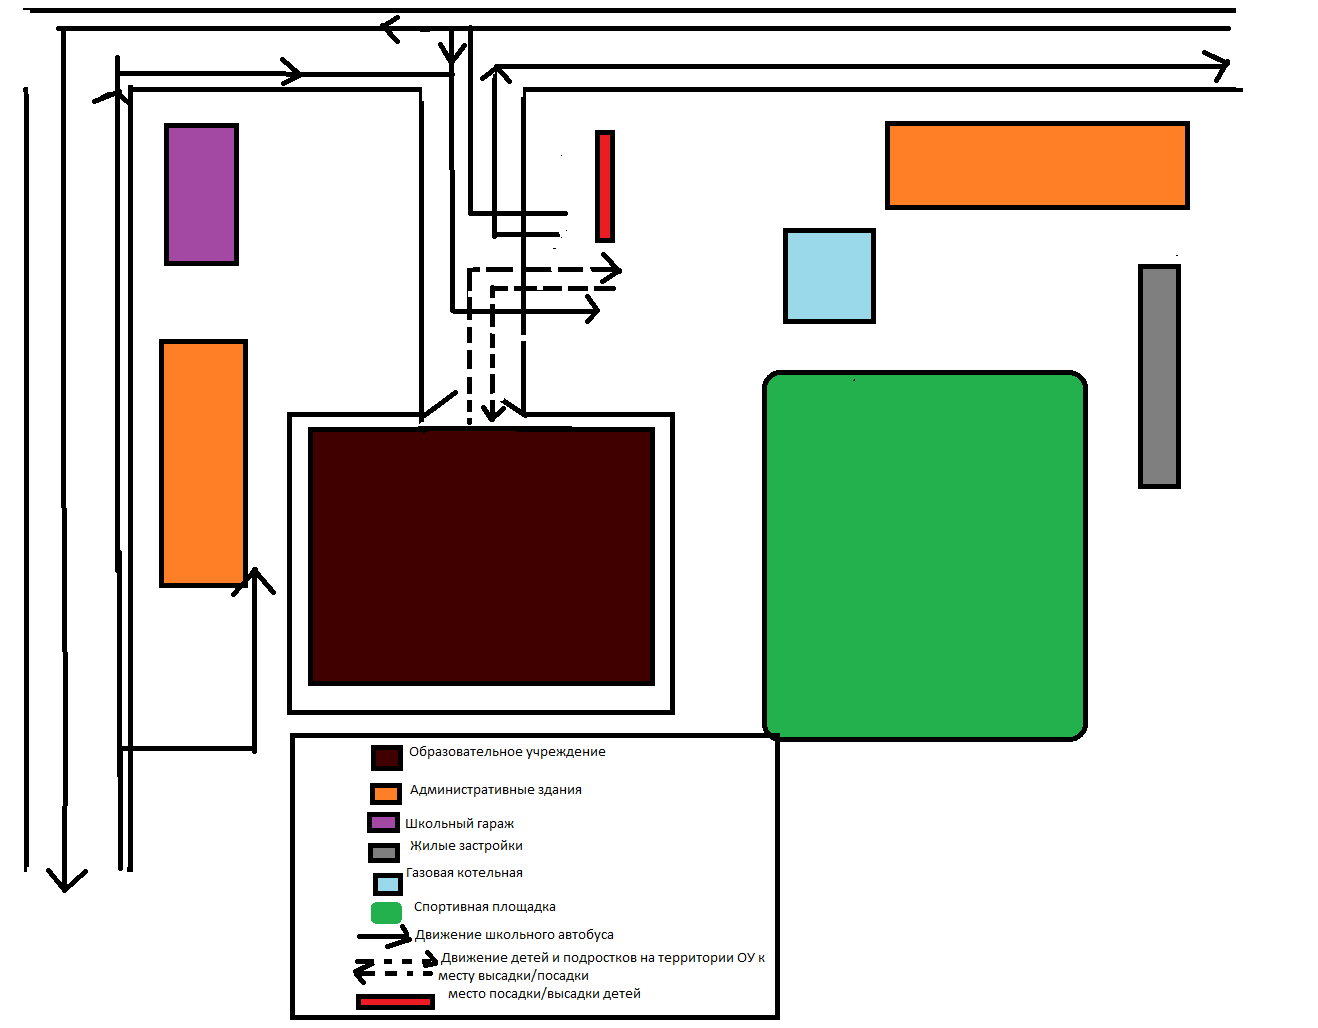 Образовательное учреждение
Административные здания
Школьный гараж
Жилые застройки
Газовая котельная
Спортивная площадка
Движение школьного автобуса
Движение детей и подростков на территории ОУ к
месту высадки/посадки
место посадки/высадки детей